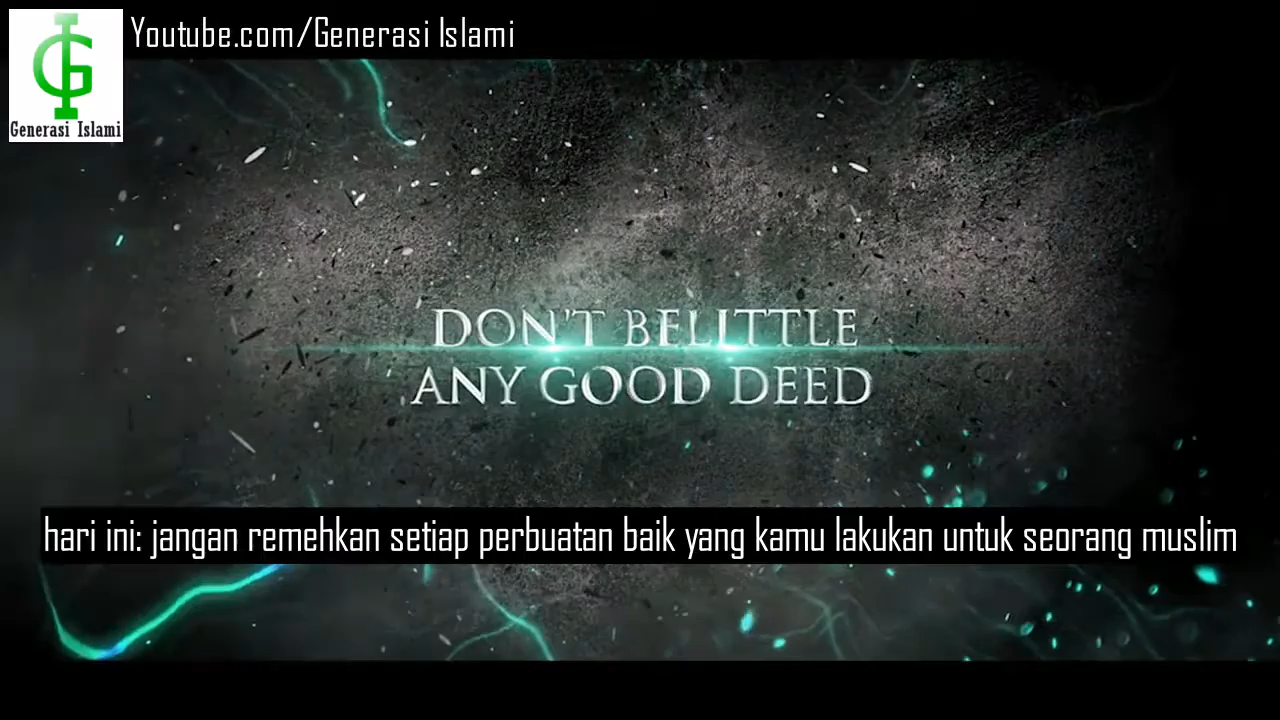 Youtube.com/Generasi Islami
GI
Generasi Islami
DON'T BELITTLE
ANY GOOD DEED
hari ini: jangan remehkan setiap perbuatan baik yang kamu lakukan untuk seorang muslim